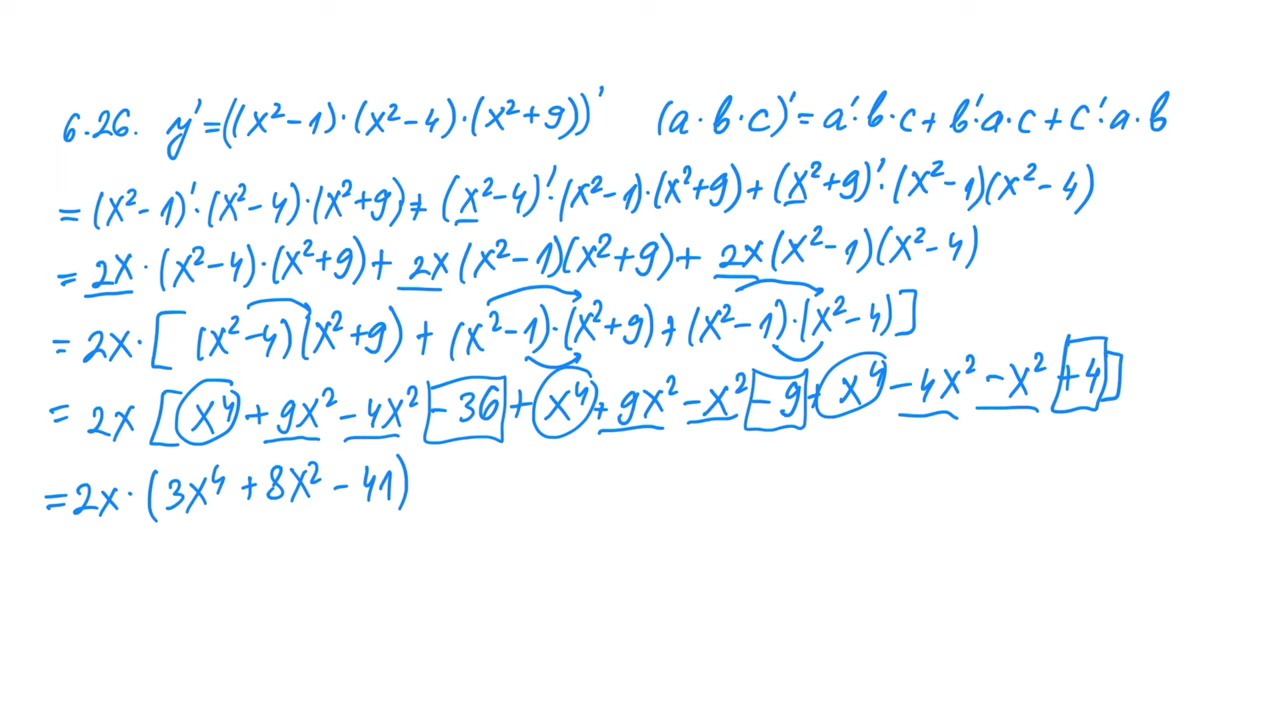 6.26. y' = ((x²-1)·(x²-4)·(x²+9))' (a·b·c)' = a'·b·c + b'·a·c + c'·a·b
= (x²-1)'·(x²-4)·(x²+9) + (x²-4)'·(x²-1)·(x²+9) + (x²+9)'·(x²-1)(x²-4)
= 2x·(x²-4)·(x²+9) + 2x(x²-1)(x²+9) + 2x(x²-1)(x²-4)
= 2x·[(x²-4)(x²+9) + (x²-1)·(x²+9) + (x²-1)·(x²-4)]
= 2x[x⁴+9x²-4x²-36+x⁴+9x²-x²-9+x⁴-4x²-x²+4]
= 2x·(3x⁴+8x²-41)